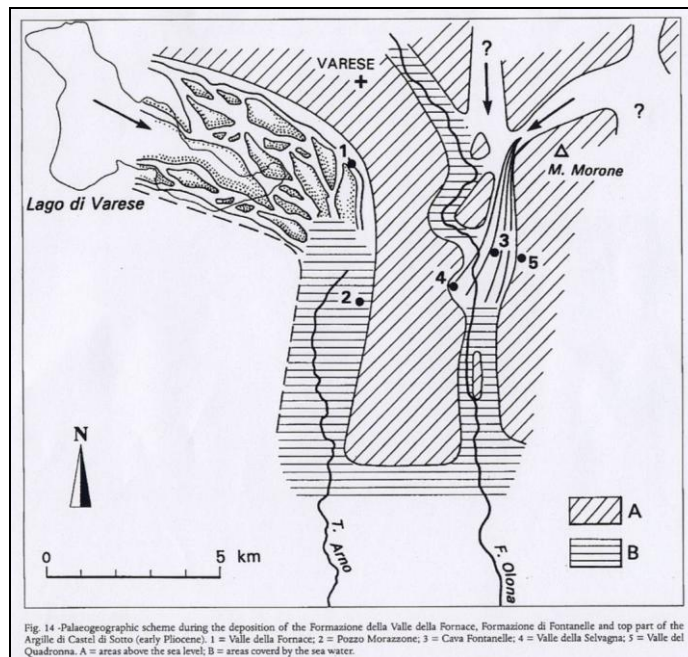 ?
VARESE
?
1
M. Morone
Lago di Varese
3
5
4
2
N
A
B
0 5 km
T. Arno
F. Olona
Fig. 14 -Palaeogeographic scheme during the deposition of the Formazione della Valle della Fornace, Formazione di Fontanelle and top part of the
Argille di Castel di Sotto (early Pliocene). 1 = Valle della Fornace; 2 = Pozzo Morazzone; 3 = Cava Fontanelle; 4 = Valle della Selvagna; 5 = Valle del
Quadronna. A = areas above the sea level; B = areas coverd by the sea water.